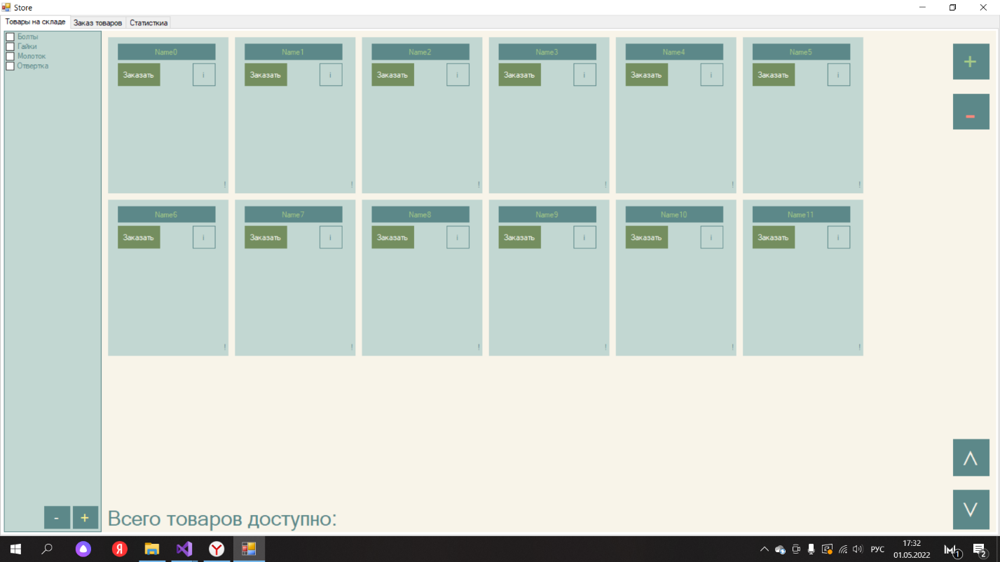 Store
Товары на складе Заказ товаров Статисткиа
Болты
Гайки
Молоток
Отвертка
Name0 Name1 Name2 Name3 Name4 Name5
+
Заказать i Заказать i Заказать i Заказать i Заказать i Заказать i
-
! ! ! ! ! !
Name6 Name7 Name8 Name9 Name10 Name11
Заказать i Заказать i Заказать i Заказать i Заказать i Заказать i
! ! ! ! ! !
- + Всего товаров доступно:
РУС
17:32
01.05.2022
1
2